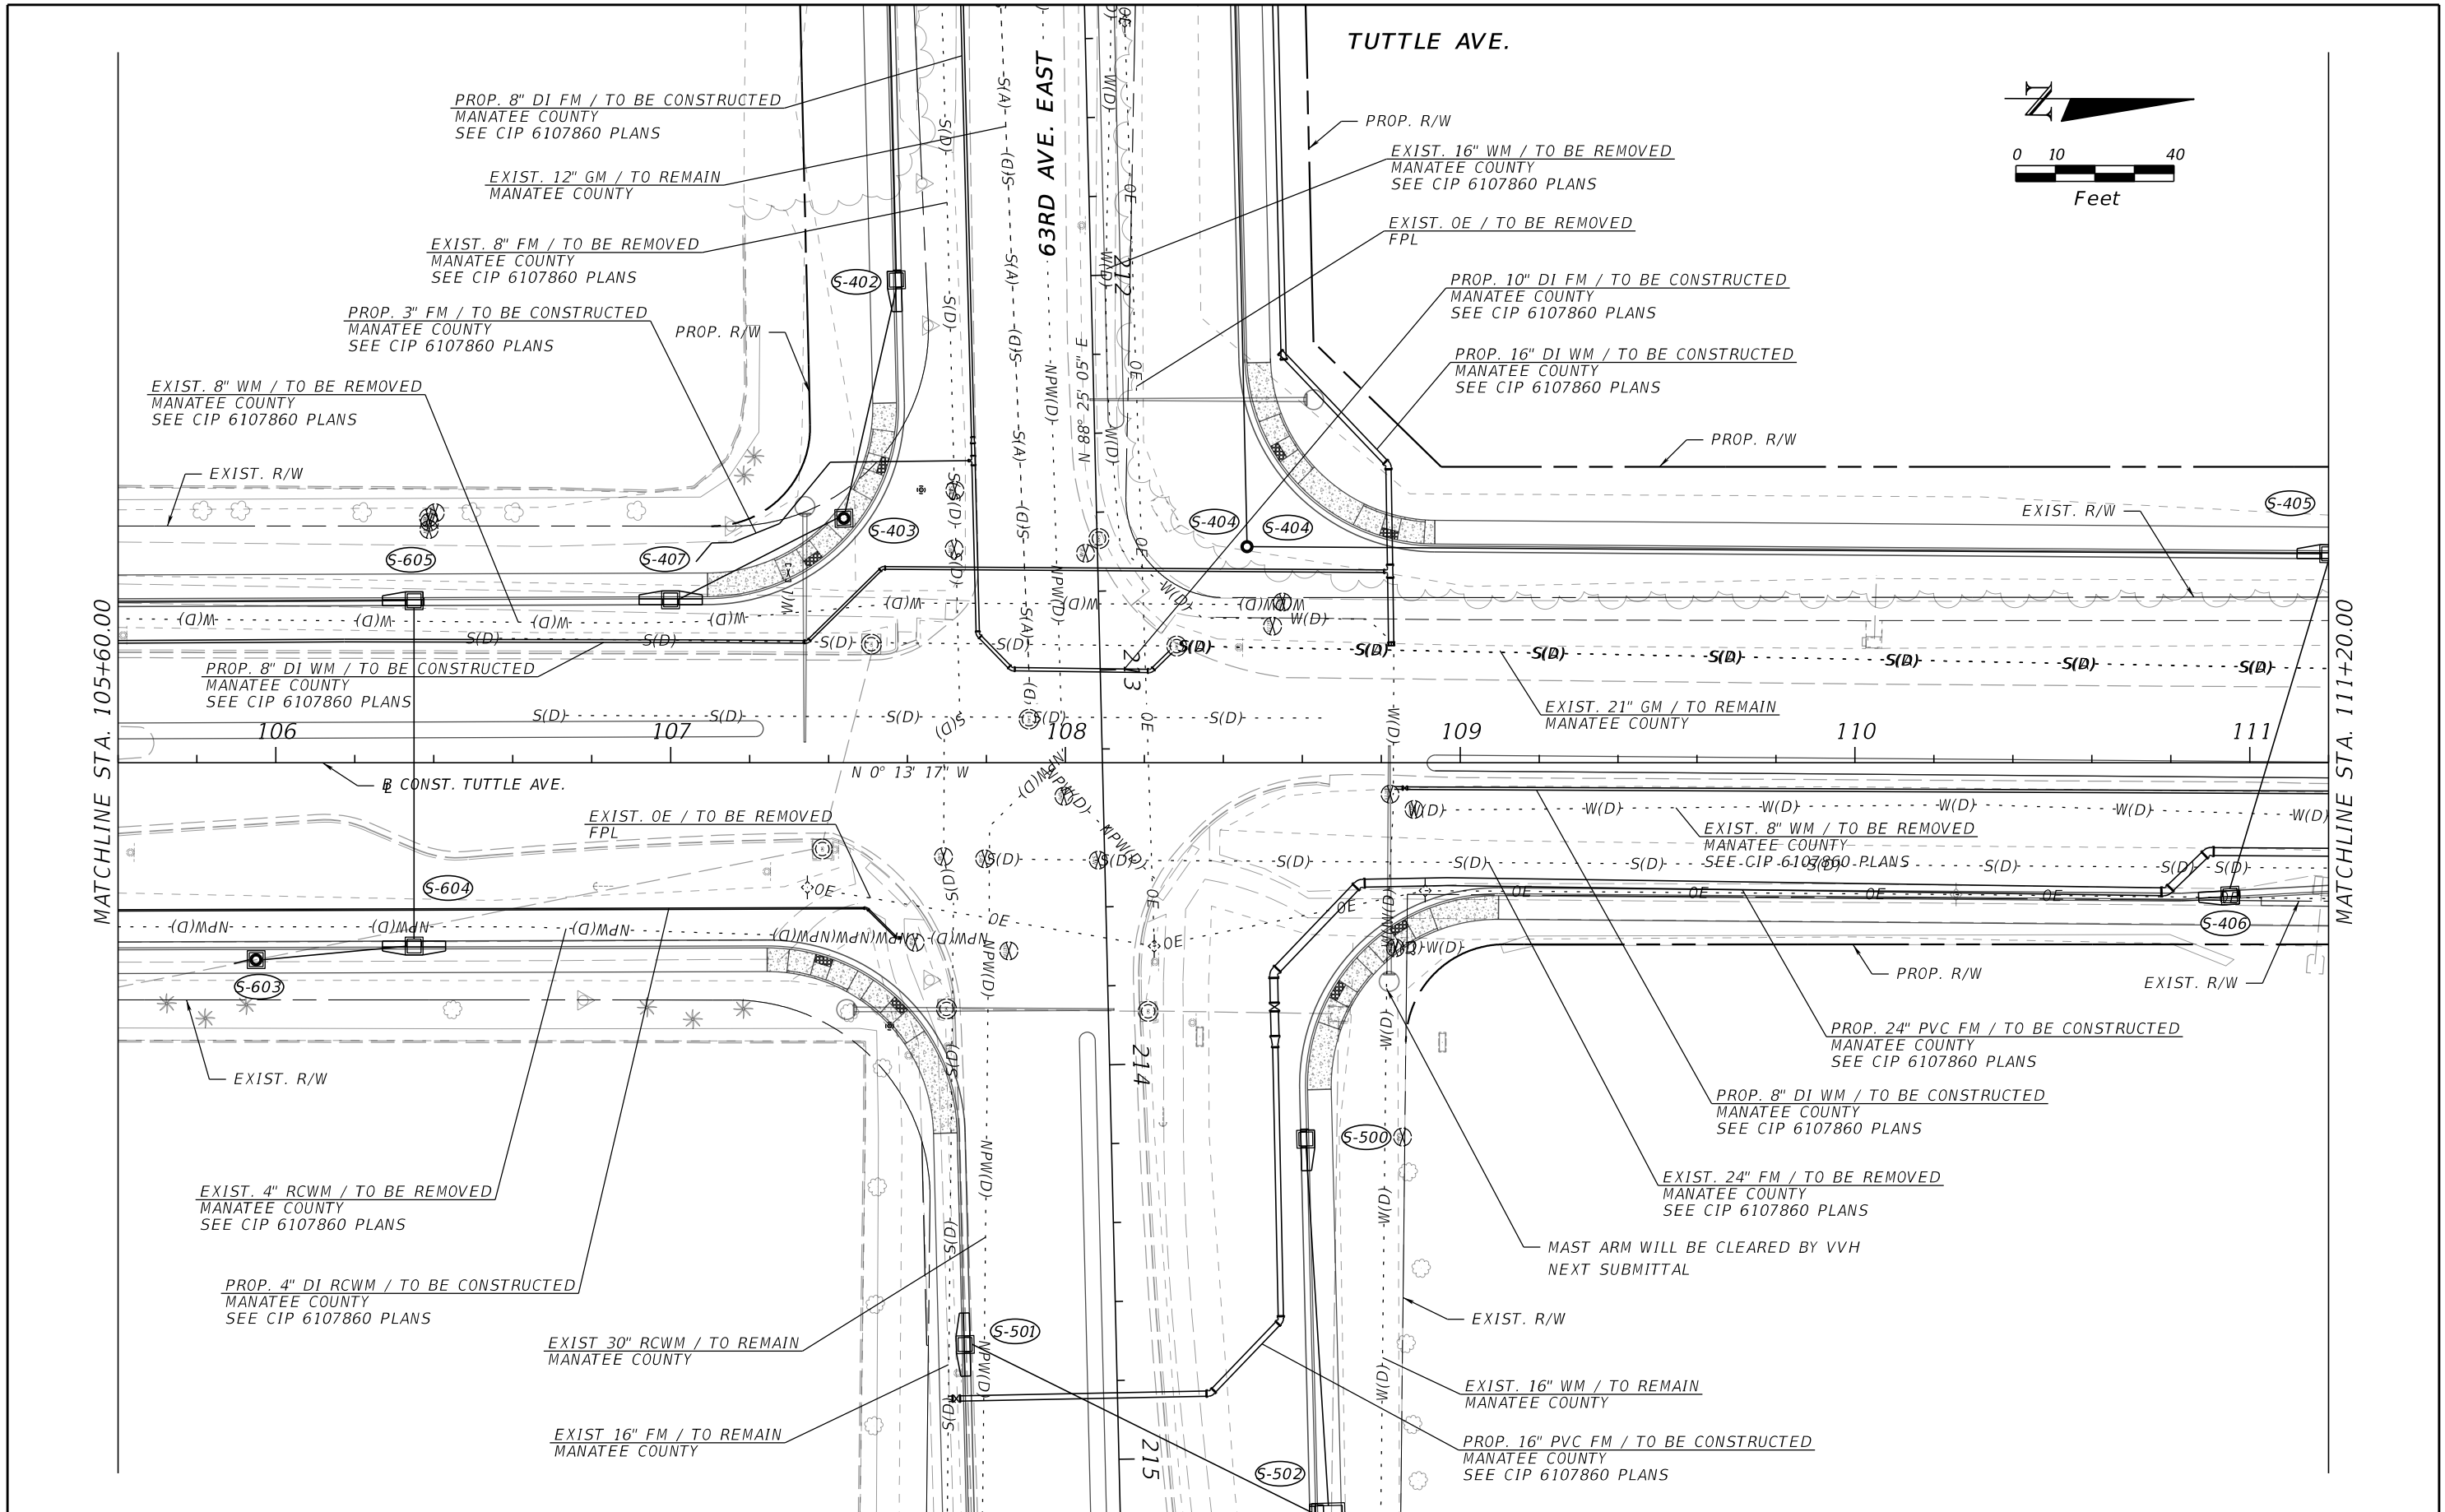 TUTTLE AVE.
63RD AVE. EAST
N
0 10 40
Feet
PROP. 8" DI FM / TO BE CONSTRUCTED
MANATEE COUNTY
SEE CIP 6107860 PLANS
EXIST. 12" GM / TO REMAIN
MANATEE COUNTY
EXIST. 8" FM / TO BE REMOVED
MANATEE COUNTY
SEE CIP 6107860 PLANS
PROP. 3" FM / TO BE CONSTRUCTED
MANATEE COUNTY
SEE CIP 6107860 PLANS
PROP. R/W
EXIST. 8" WM / TO BE REMOVED
MANATEE COUNTY
SEE CIP 6107860 PLANS
EXIST. R/W
PROP. R/W
EXIST. 16" WM / TO BE REMOVED
MANATEE COUNTY
SEE CIP 6107860 PLANS
EXIST. OE / TO BE REMOVED
FPL
PROP. 10" DI FM / TO BE CONSTRUCTED
MANATEE COUNTY
SEE CIP 6107860 PLANS
PROP. 16" DI WM / TO BE CONSTRUCTED
MANATEE COUNTY
SEE CIP 6107860 PLANS
PROP. R/W
EXIST. R/W
S-402
S-403
S-404
S-404
S-405
S-605
S-407
212
N 88° 25' 05" E
213
PROP. 8" DI WM / TO BE CONSTRUCTED
MANATEE COUNTY
SEE CIP 6107860 PLANS
EXIST. 21" GM / TO REMAIN
MANATEE COUNTY
MATCHLINE STA. 105+60.00
MATCHLINE STA. 111+20.00
106 107 108 109 110 111
N 0° 13' 17" W
BL CONST. TUTTLE AVE.
EXIST. OE / TO BE REMOVED
FPL
EXIST. 8" WM / TO BE REMOVED
MANATEE COUNTY
SEE CIP 6107860 PLANS
S-604
S-603
S-406
EXIST. R/W
PROP. R/W
EXIST. R/W
PROP. 24" PVC FM / TO BE CONSTRUCTED
MANATEE COUNTY
SEE CIP 6107860 PLANS
214
PROP. 8" DI WM / TO BE CONSTRUCTED
MANATEE COUNTY
SEE CIP 6107860 PLANS
S-500
EXIST. 24" FM / TO BE REMOVED
MANATEE COUNTY
SEE CIP 6107860 PLANS
EXIST. 4" RCWM / TO BE REMOVED
MANATEE COUNTY
SEE CIP 6107860 PLANS
MAST ARM WILL BE CLEARED BY VVH
NEXT SUBMITTAL
PROP. 4" DI RCWM / TO BE CONSTRUCTED
MANATEE COUNTY
SEE CIP 6107860 PLANS
EXIST. R/W
EXIST 30" RCWM / TO REMAIN
MANATEE COUNTY
S-501
EXIST. 16" WM / TO REMAIN
MANATEE COUNTY
EXIST 16" FM / TO REMAIN
MANATEE COUNTY
215
S-502
PROP. 16" PVC FM / TO BE CONSTRUCTED
MANATEE COUNTY
SEE CIP 6107860 PLANS
S(D)
S(A)
W(D)
NPW(D)
OE